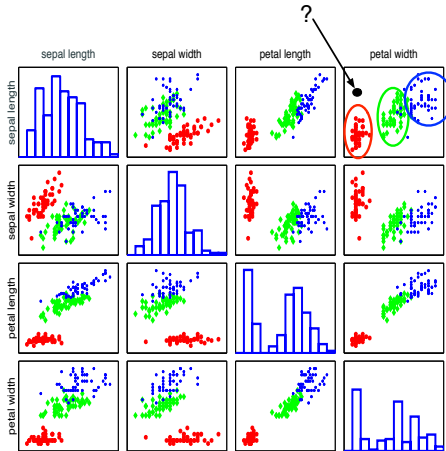 ?
sepal length sepal width petal length petal width
sepal length
sepal width
petal length
petal width